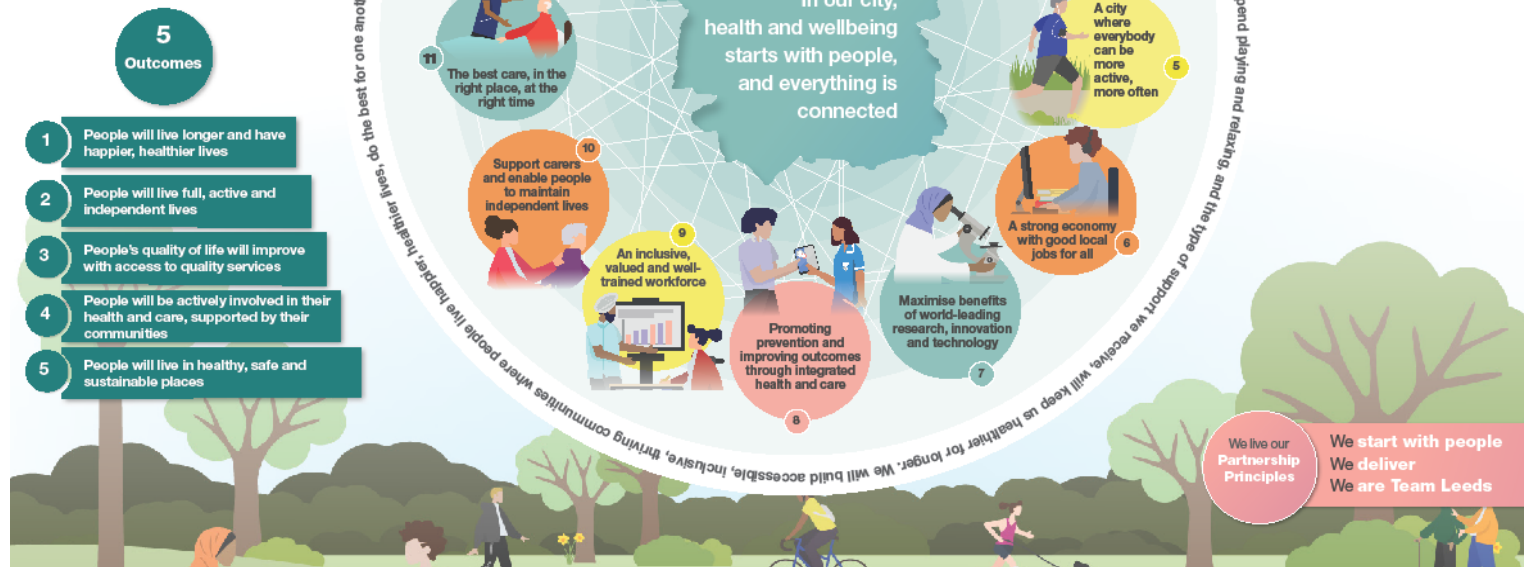 5
Outcomes
1
People will live longer and have
happier, healthier lives
2
People will live full, active and
independent lives
3
People's quality of life will improve
with access to quality services
4
People will be actively involved in their
health and care, supported by their
communities
5
People will live in healthy, safe and
sustainable places
In our city,
health and wellbeing
starts with people,
and everything is
connected
A city
where
everybody
can be
more
active,
more often
5
A strong economy
with good local
jobs for all
6
Maximise benefits
of world-leading
research, innovation
and technology
7
Promoting
prevention and
improving outcomes
through integrated
health and care
8
9
An inclusive,
valued and well-
trained workforce
10
Support carers
and enable people
to maintain
independent lives
11
The best care, in the
right place, at the
right time
playing and relaxing, and the type of support we receive, will keep us healthier for longer. We will build accessible, inclusive, thriving communities where people live happier, healthier lives, do the best for one
We live our
Partnership
Principles
We start with people
We deliver
We are Team Leeds